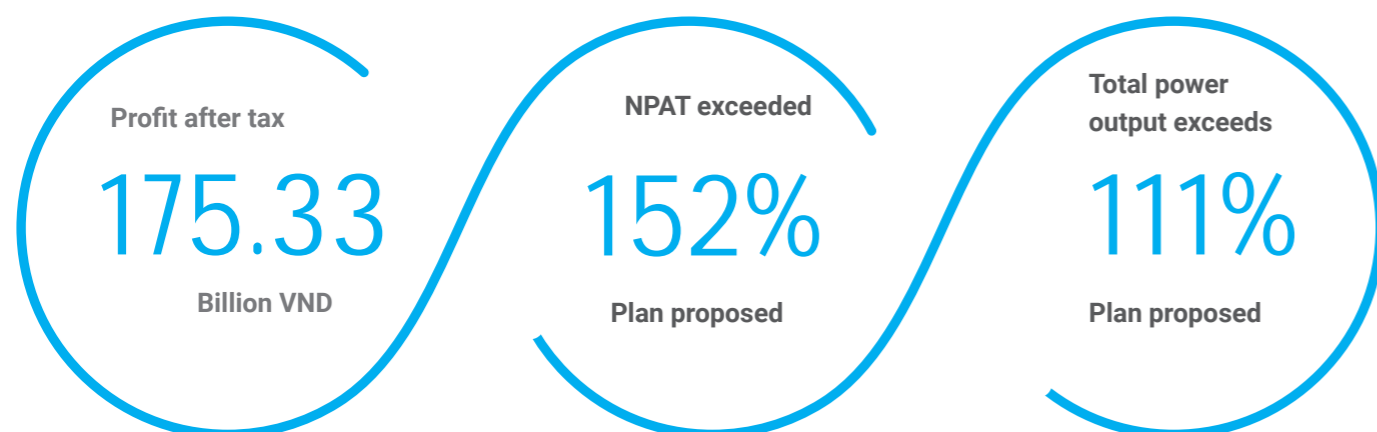 Profit after tax
175.33
Billion VND
NPAT exceeded
152%
Plan proposed
Total power
output exceeds
111%
Plan proposed